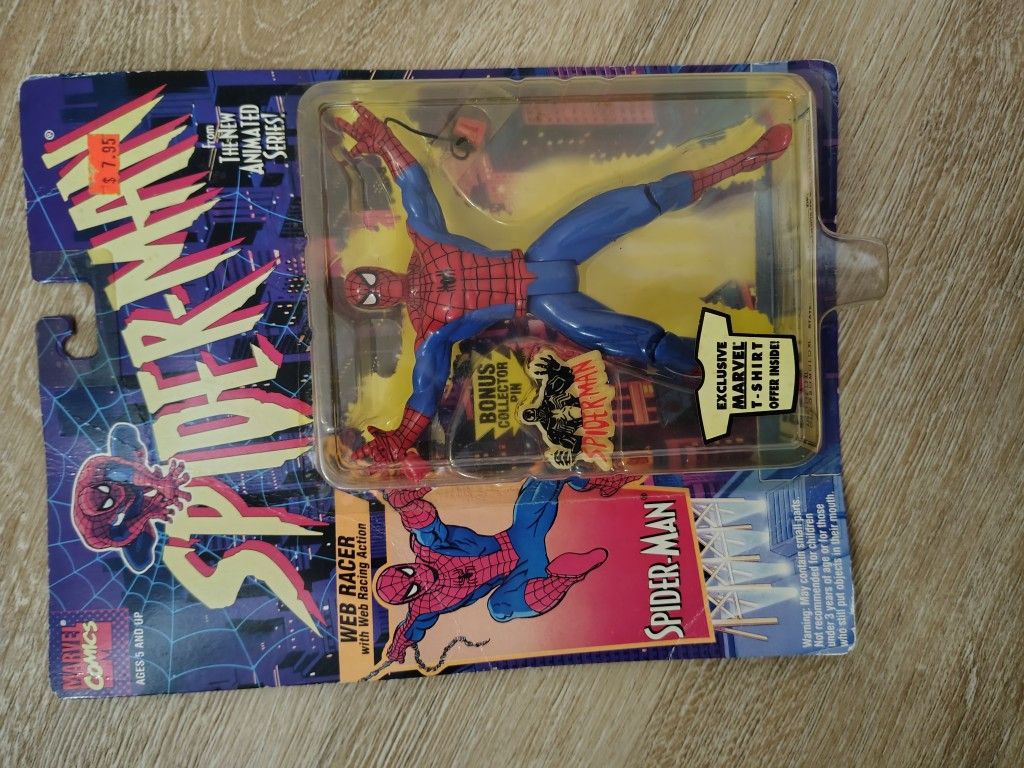 MARVEL
COMICS
AGES 5 AND UP
SPIDER-MAN®
$ 7.95
From
THE NEW
ANIMATED
SERIES!
WEB RACER
with Web Racing Action
SPIDER-MAN®
BONUS
COLLECTOR
PIN
SPIDER-MAN
EXCLUSIVE
MARVEL
T-SHIRT
OFFER INSIDE!
Warning: May contain small parts.
Not recommended for children
under 3 years of age or for those
who still put objects in their mouth.